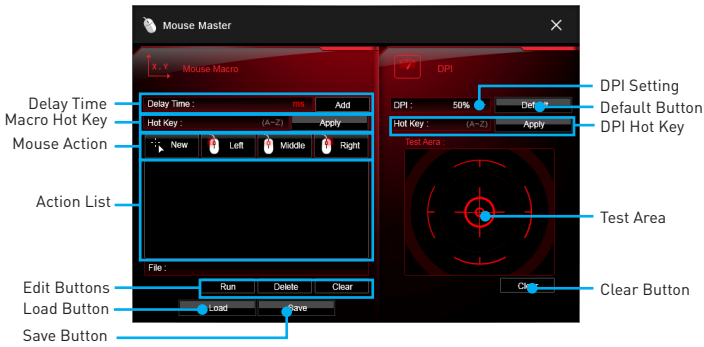 Mouse Master
X.Y
Mouse Macro
DPI
Delay Time :
ms
Add
Hot Key :
(A~Z)
Apply
New
Left
Middle
Right
File :
Run
Delete
Clear
Load
Save
DPI :
50%
Default
Hot Key :
(A~Z)
Apply
Test Aera :
Clear
Delay Time
Macro Hot Key
Mouse Action
Action List
Edit Buttons
Load Button
Save Button
DPI Setting
Default Button
DPI Hot Key
Test Area
Clear Button